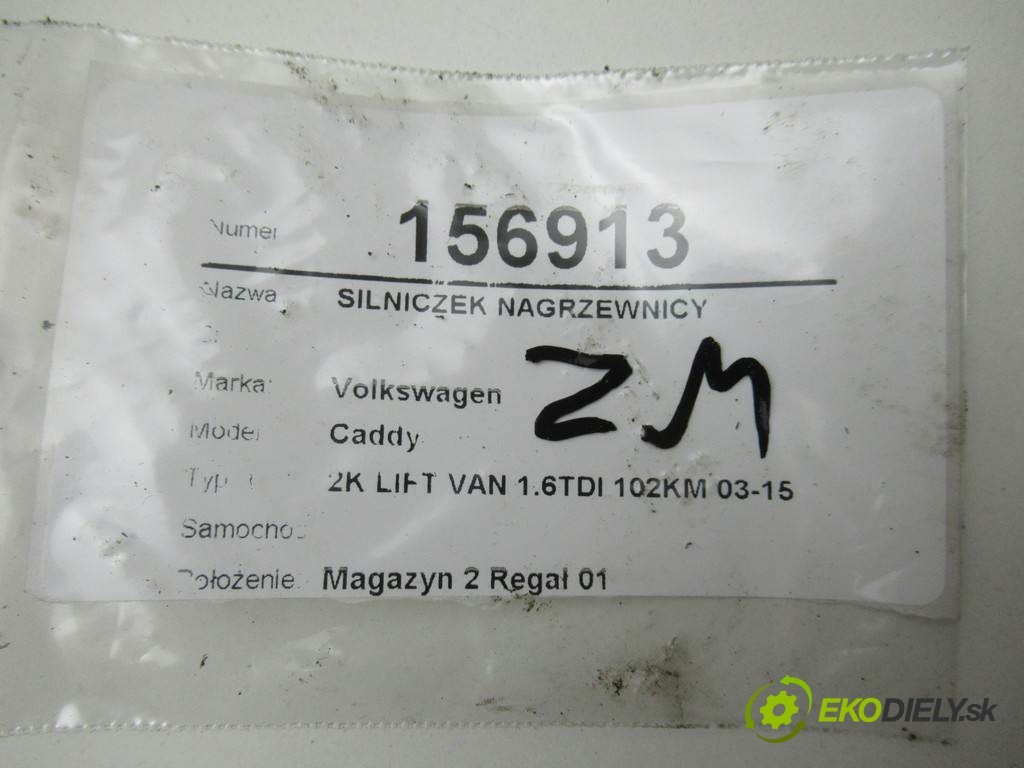 Numer 156913
Nazwa SILNICZEK NAGRZEWNICY
Marka: Volkswagen
ZM
Model Caddy
Typ 2K LIFT VAN 1.6TDI 102KM 03-15
Położenie: Magazyn 2 Regał 01
EKODIELY.sk